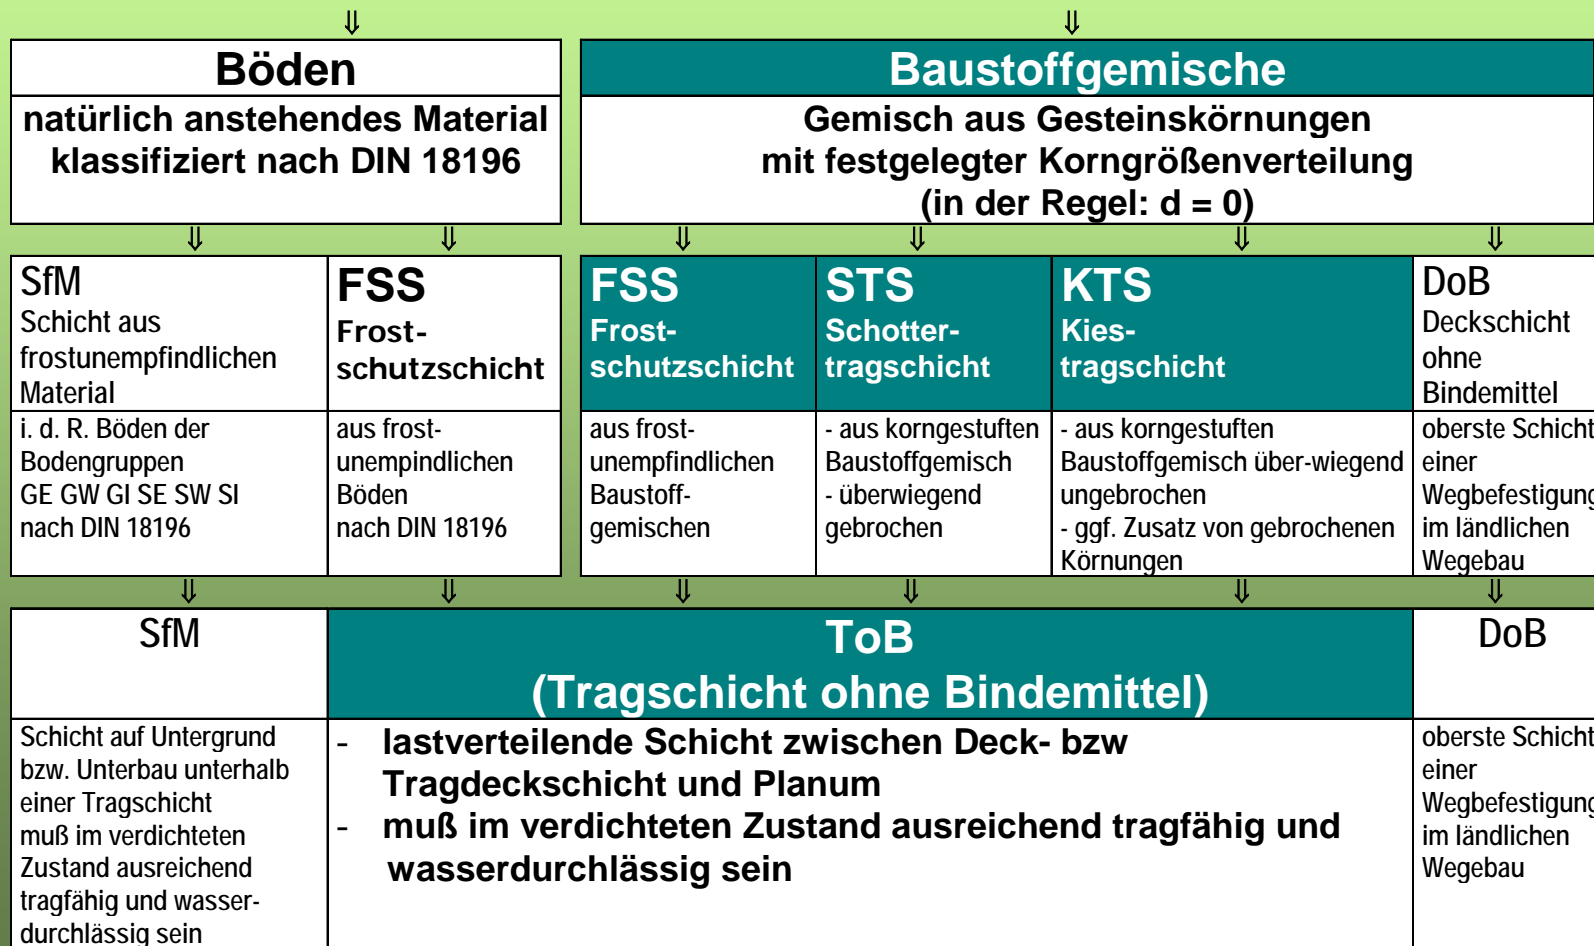 ⇓ ⇓
Böden
natürlich anstehendes Material
klassifiziert nach DIN 18196
Baustoffgemische
Gemisch aus Gesteinskörnungen
mit festgelegter Korngrößenverteilung
(in der Regel: d = 0)
⇓ ⇓ ⇓ ⇓ ⇓ ⇓
SfM
Schicht aus
frostunempfindlichen
Material
FSS
Frost-
schutzschicht
FSS
Frost-
schutzschicht
STS
Schotter-
tragschicht
KTS
Kies-
tragschicht
DoB
Deckschicht
ohne
Bindemittel
i. d. R. Böden der
Bodengruppen
GE GW GI SE SW SI
nach DIN 18196
aus frost-
unempindlichen
Böden
nach DIN 18196
aus frost-
unempfindlichen
Baustoff-
gemischen
- aus korngestuften
Baustoffgemisch
- überwiegend
gebrochen
- aus korngestuften
Baustoffgemisch über-wiegend
ungebrochen
- ggf. Zusatz von gebrochenen
Körnungen
oberste Schicht
einer
Wegbefestigung
im ländlichen
Wegebau
⇓ ⇓ ⇓ ⇓ ⇓ ⇓
SfM
ToB
(Tragschicht ohne Bindemittel)
DoB
Schicht auf Untergrund
bzw. Unterbau unterhalb
einer Tragschicht
muß im verdichteten
Zustand ausreichend
tragfähig und wasser-
durchlässig sein
- lastverteilende Schicht zwischen Deck- bzw
Tragdeckschicht und Planum
- muß im verdichteten Zustand ausreichend tragfähig und
wasserdurchlässig sein
oberste Schicht
einer
Wegbefestigung
im ländlichen
Wegebau